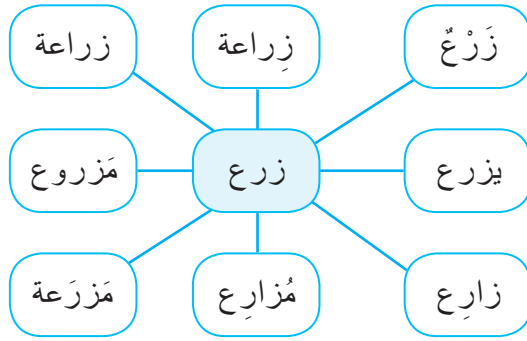 زَرْعٌ زِراعة زراعة
يزرع زرع مَزروع
زارِع مُزارِع مَزرَعة